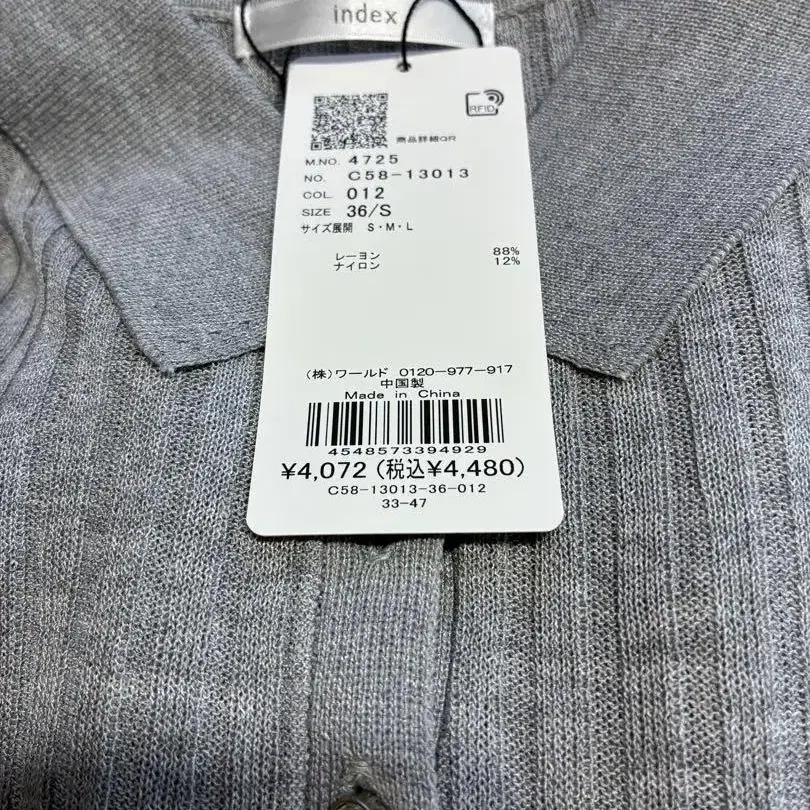 index
RFID
商品詳細QR
M.NO. 4725
NO. C58-13013
COL. 012
SIZE 36/S
サイズ展開 S・M・L
レーヨン 88%
ナイロン 12%
(株)ワールド 0120-977-917
中国製
Made in China
4548573394929
¥4,072(税込¥4,480)
C58-13013-36-012
33-47